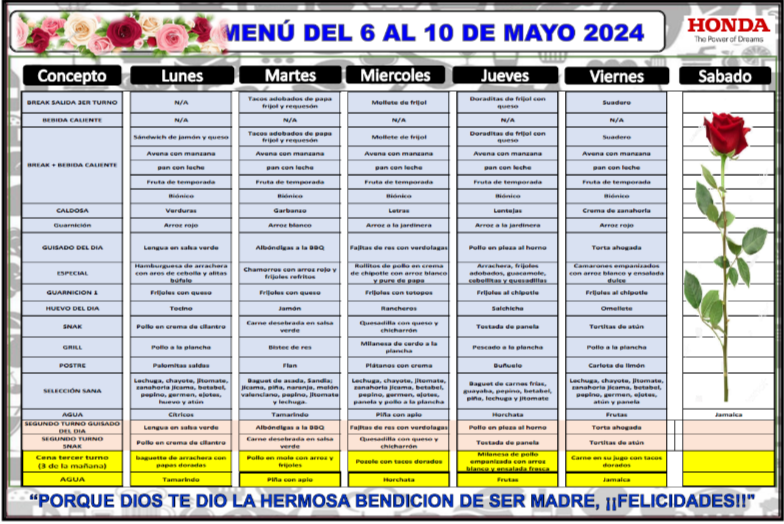 MENÚ DEL 6 AL 10 DE MAYO 2024
HONDA
The Power of Dreams
Concepto Lunes Martes Miercoles Jueves Viernes Sabado
BREAK SALIDA 3ER TURNO N/A Tacos adobados de papa frijol y requesón Mollete de frijol Doraditas de frijol con queso Suadero
BEBIDA CALIENTE N/A N/A N/A N/A N/A
BREAK + BEBIDA CALIENTE Sándwich de jamón y queso Tacos adobados de papa frijol y requesón Mollete de frijol Doraditas de frijol con queso Suadero
Avena con manzana Avena con manzana Avena con manzana Avena con manzana Avena con manzana
pan con leche pan con leche pan con leche pan con leche pan con leche
Fruta de temporada Fruta de temporada Fruta de temporada Fruta de temporada Fruta de temporada
Biónico Biónico Biónico Biónico Biónico
CALDOSA Verduras Garbanzo Letras Lentejas Crema de zanahoria
Guarnición Arroz rojo Arroz blanco Arroz a la jardinera Arroz a la jardinera Arroz rojo
GUISADO DEL DIA Lengua en salsa verde Albóndigas a la BBQ Fajitas de res con verdolagas Pollo en pieza al horno Torta ahogada
ESPECIAL Hamburguesa de arrachera con aros de cebolla y alitas búfalo Chamorros con arroz rojo y frijoles refritos Rollitos de pollo en crema de chipotle con arroz blanco y pure de papa Arrachera, frijoles adobados, guacamole, cebollitas y quesadillas Camarones empanizados con arroz blanco y ensalada dulce
GUARNICION 1 Frijoles con queso Frijoles con queso Frijoles con totopos Frijoles al chipotle Frijoles al chipotle
HUEVO DEL DIA Tocino Jamón Rancheros Salchicha Omellete
SNAK Pollo en crema de cilantro Carne desebrada en salsa verde Quesadilla con queso y chicharrón Tostada de panela Tortitas de atún
GRILL Pollo a la plancha Bistec de res Milanesa de cerdo a la plancha Pescado a la plancha Pollo a la plancha
POSTRE Palomitas saldas Flan Plátanos con crema Buñuelo Carlota de limón
SELECCIÓN SANA Lechuga, chayote, jitomate, zanahoria jicama, betabel, pepino, germen, ejotes, huevo y atún Baguet de asada, Sandia; jicama, piña, naranja, melón valenciano, pepino, jitomate y lechuga. Lechuga, chayote, jitomate, zanahoria jicama, betabel, pepino, germen, ejotes, panela y pollo a la plancha Baguet de carnes frias, guayaba, pepino, betabel, piña, lechuga y jitomate Lechuga, chayote, jitomate, zanahoria jicama, betabel, pepino, germen, ejotes, atún y panela
AGUA Citricos Tamarindo Piña con apio Horchata Frutas Jamaica
SEGUNDO TURNO GUISADO DEL DIA Lengua en salsa verde Albóndigas a la BBQ Fajitas de res con verdolagas Pollo en pieza al horno Torta ahogada
SEGUNDO TURNO SNAK Pollo en crema de cilantro Carne desebrada en salsa verde Quesadilla con queso y chicharrón Tostada de panela Tortitas de atún
Cena tercer turno (3 de la mañana) baguette de arrachera con papas doradas Pollo en mole con arroz y frijoles Pozole con tacos dorados Milanesa de pollo empanizada con arroz blanco y ensalada fresca Carne en su jugo con tacos dorados
AGUA Tamarindo Piña con apio Horchata Frutas Jamaica
“PORQUE DIOS TE DIO LA HERMOSA BENDICION DE SER MADRE, ¡¡FELICIDADES!!"